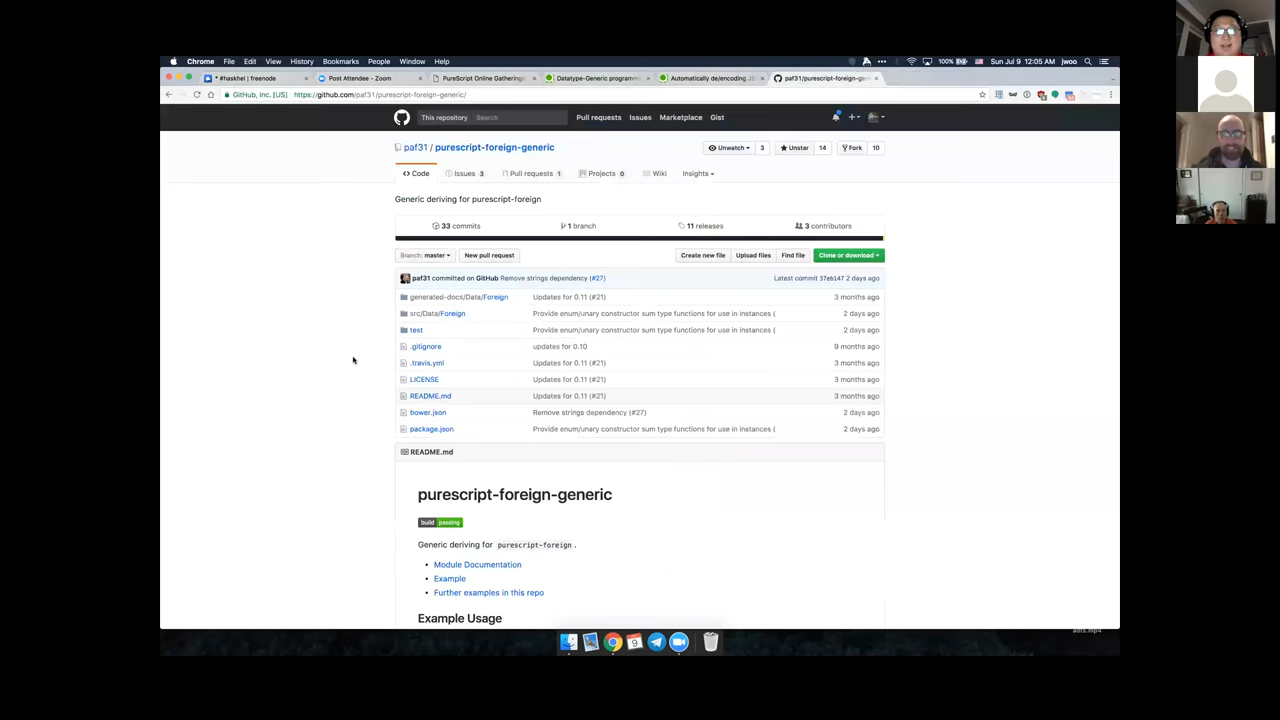 Chrome File Edit View History Bookmarks People Window Help 100% Sun Jul 9 12:05 AM jwoo
* #haskhel | freenode Post Attendee - Zoom PureScript Online Gathering Datatype-Generic programm Automatically de/encoding JS paf31/purescript-foreign-gen
GitHub, Inc. [US] https://github.com/paf31/purescript-foreign-generic/
This repository Search Pull requests Issues Marketplace Gist
paf31 / purescript-foreign-generic Unwatch 3 Unstar 14 Fork 10
Code Issues 3 Pull requests 1 Projects 0 Wiki Insights
Generic deriving for purescript-foreign
33 commits 1 branch 11 releases 3 contributors
Branch: master New pull request Create new file Upload files Find file Clone or download
paf31 committed on GitHub Remove strings dependency (#27) Latest commit 37eb147 2 days ago
generated-docs/Data/Foreign Updates for 0.11 (#21) 3 months ago
src/Data/Foreign Provide enum/unary constructor sum type functions for use in instances ( 2 days ago
test Provide enum/unary constructor sum type functions for use in instances ( 2 days ago
.gitignore updates for 0.10 9 months ago
.travis.yml Updates for 0.11 (#21) 3 months ago
LICENSE Updates for 0.11 (#21) 3 months ago
README.md Updates for 0.11 (#21) 3 months ago
bower.json Remove strings dependency (#27) 2 days ago
package.json Provide enum/unary constructor sum type functions for use in instances ( 2 days ago
README.md
purescript-foreign-generic
build passing
Generic deriving for purescript-foreign.
• Module Documentation
• Example
• Further examples in this repo
Example Usage
adts.mp4
9